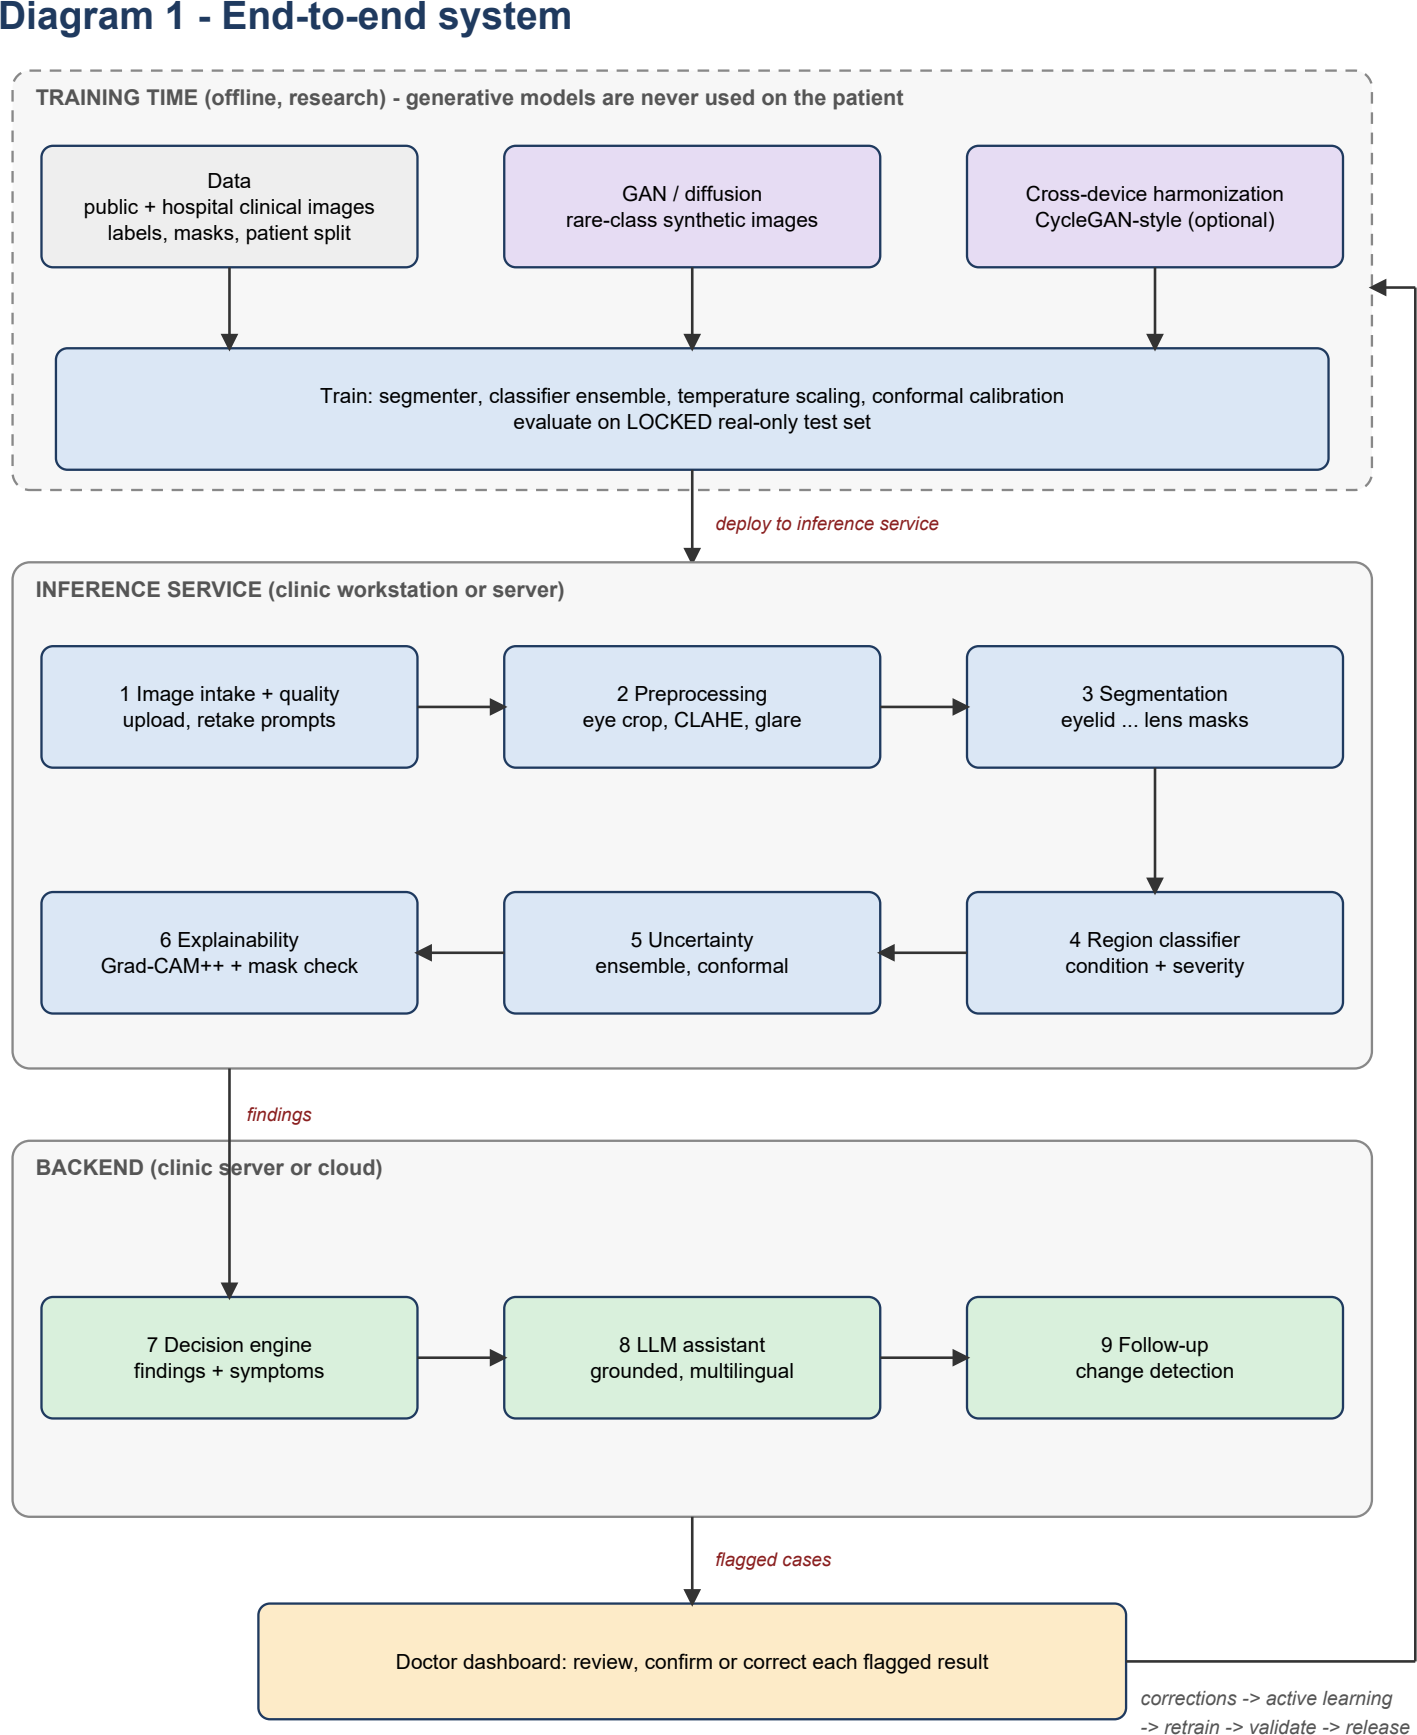 Diagram 1 - End-to-end system
TRAINING TIME (offline, research) - generative models are never used on the patient
Data
public + hospital clinical images
labels, masks, patient split
GAN / diffusion
rare-class synthetic images
Cross-device harmonization
CycleGAN-style (optional)
Train: segmenter, classifier ensemble, temperature scaling, conformal calibration
evaluate on LOCKED real-only test set
deploy to inference service
INFERENCE SERVICE (clinic workstation or server)
1 Image intake + quality
upload, retake prompts
2 Preprocessing
eye crop, CLAHE, glare
3 Segmentation
eyelid ... lens masks
6 Explainability
Grad-CAM++ + mask check
5 Uncertainty
ensemble, conformal
4 Region classifier
condition + severity
findings
BACKEND (clinic server or cloud)
7 Decision engine
findings + symptoms
8 LLM assistant
grounded, multilingual
9 Follow-up
change detection
flagged cases
Doctor dashboard: review, confirm or correct each flagged result
corrections -> active learning
-> retrain -> validate -> release